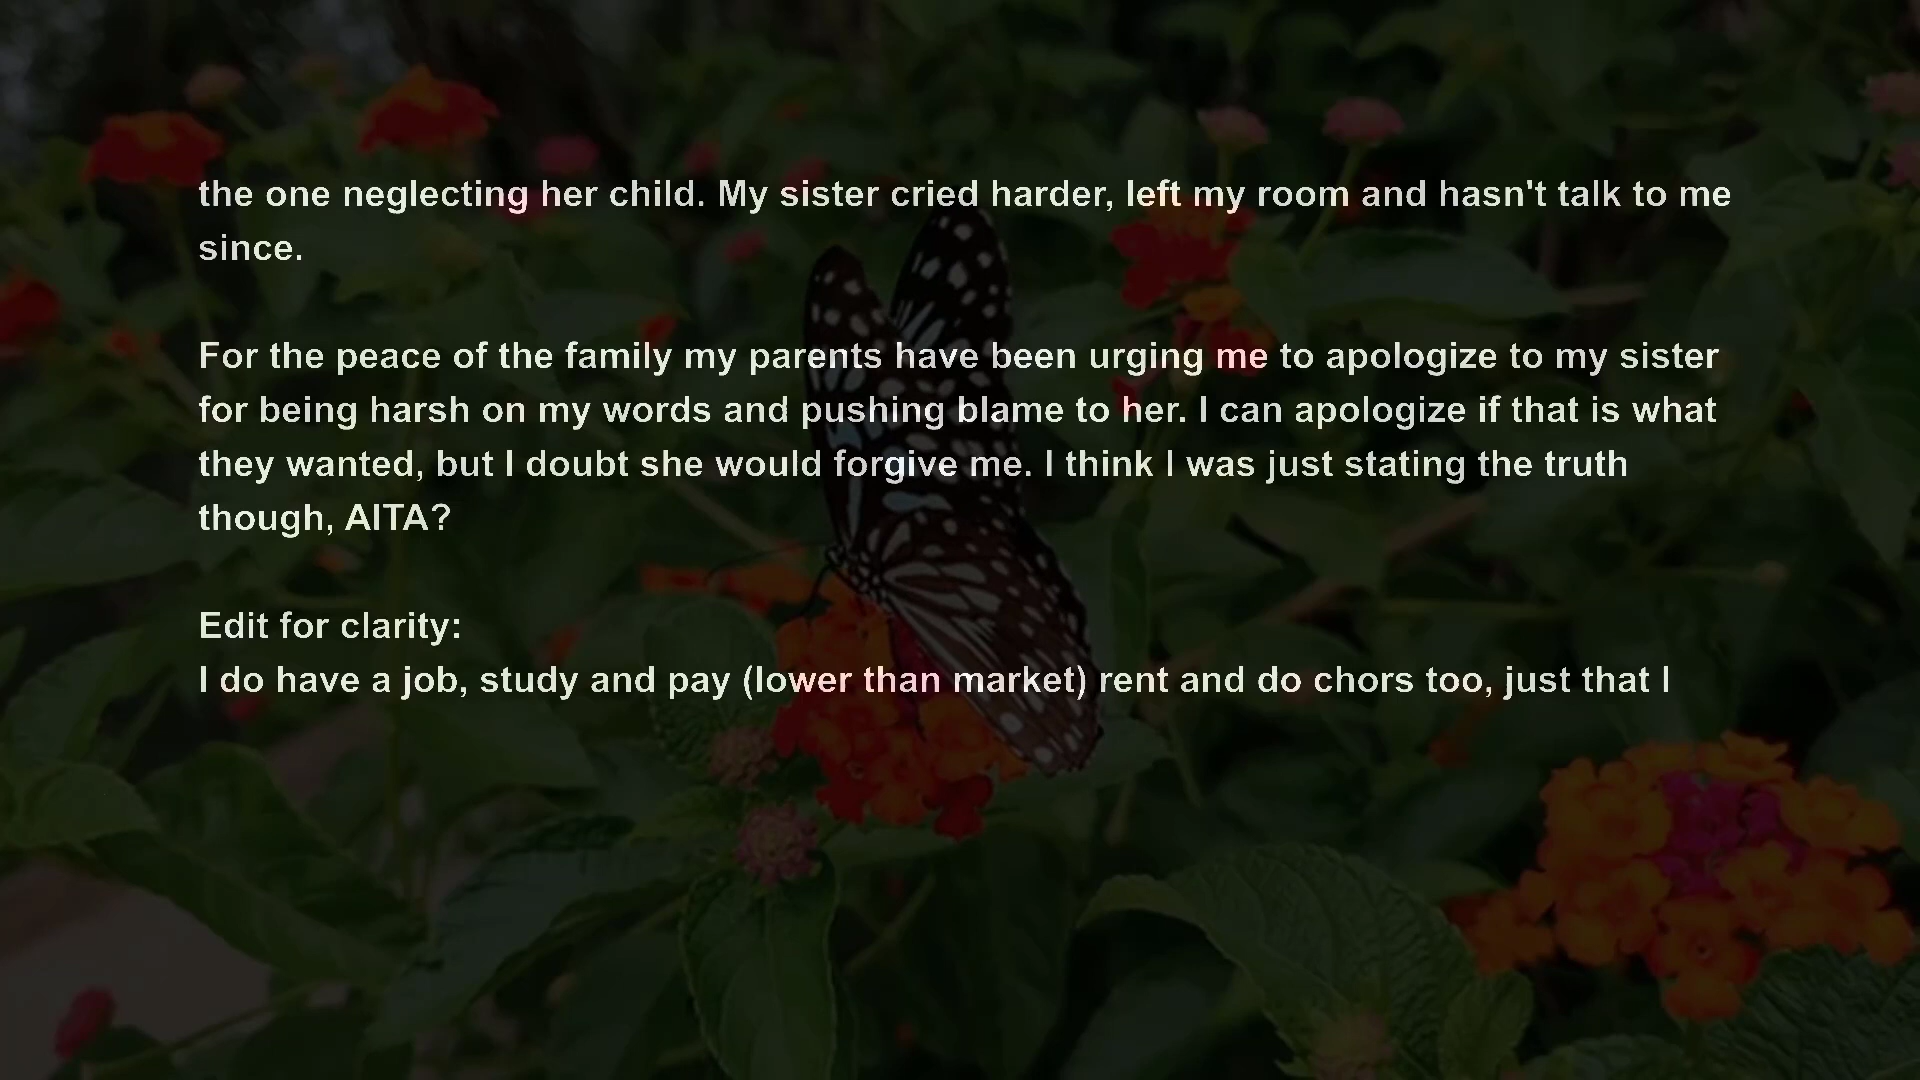 the one neglecting her child. My sister cried harder, left my room and hasn't talk to me
since.
For the peace of the family my parents have been urging me to apologize to my sister
for being harsh on my words and pushing blame to her. I can apologize if that is what
they wanted, but I doubt she would forgive me. I think I was just stating the truth
though, AITA?
Edit for clarity:
I do have a job, study and pay (lower than market) rent and do chors too, just that I